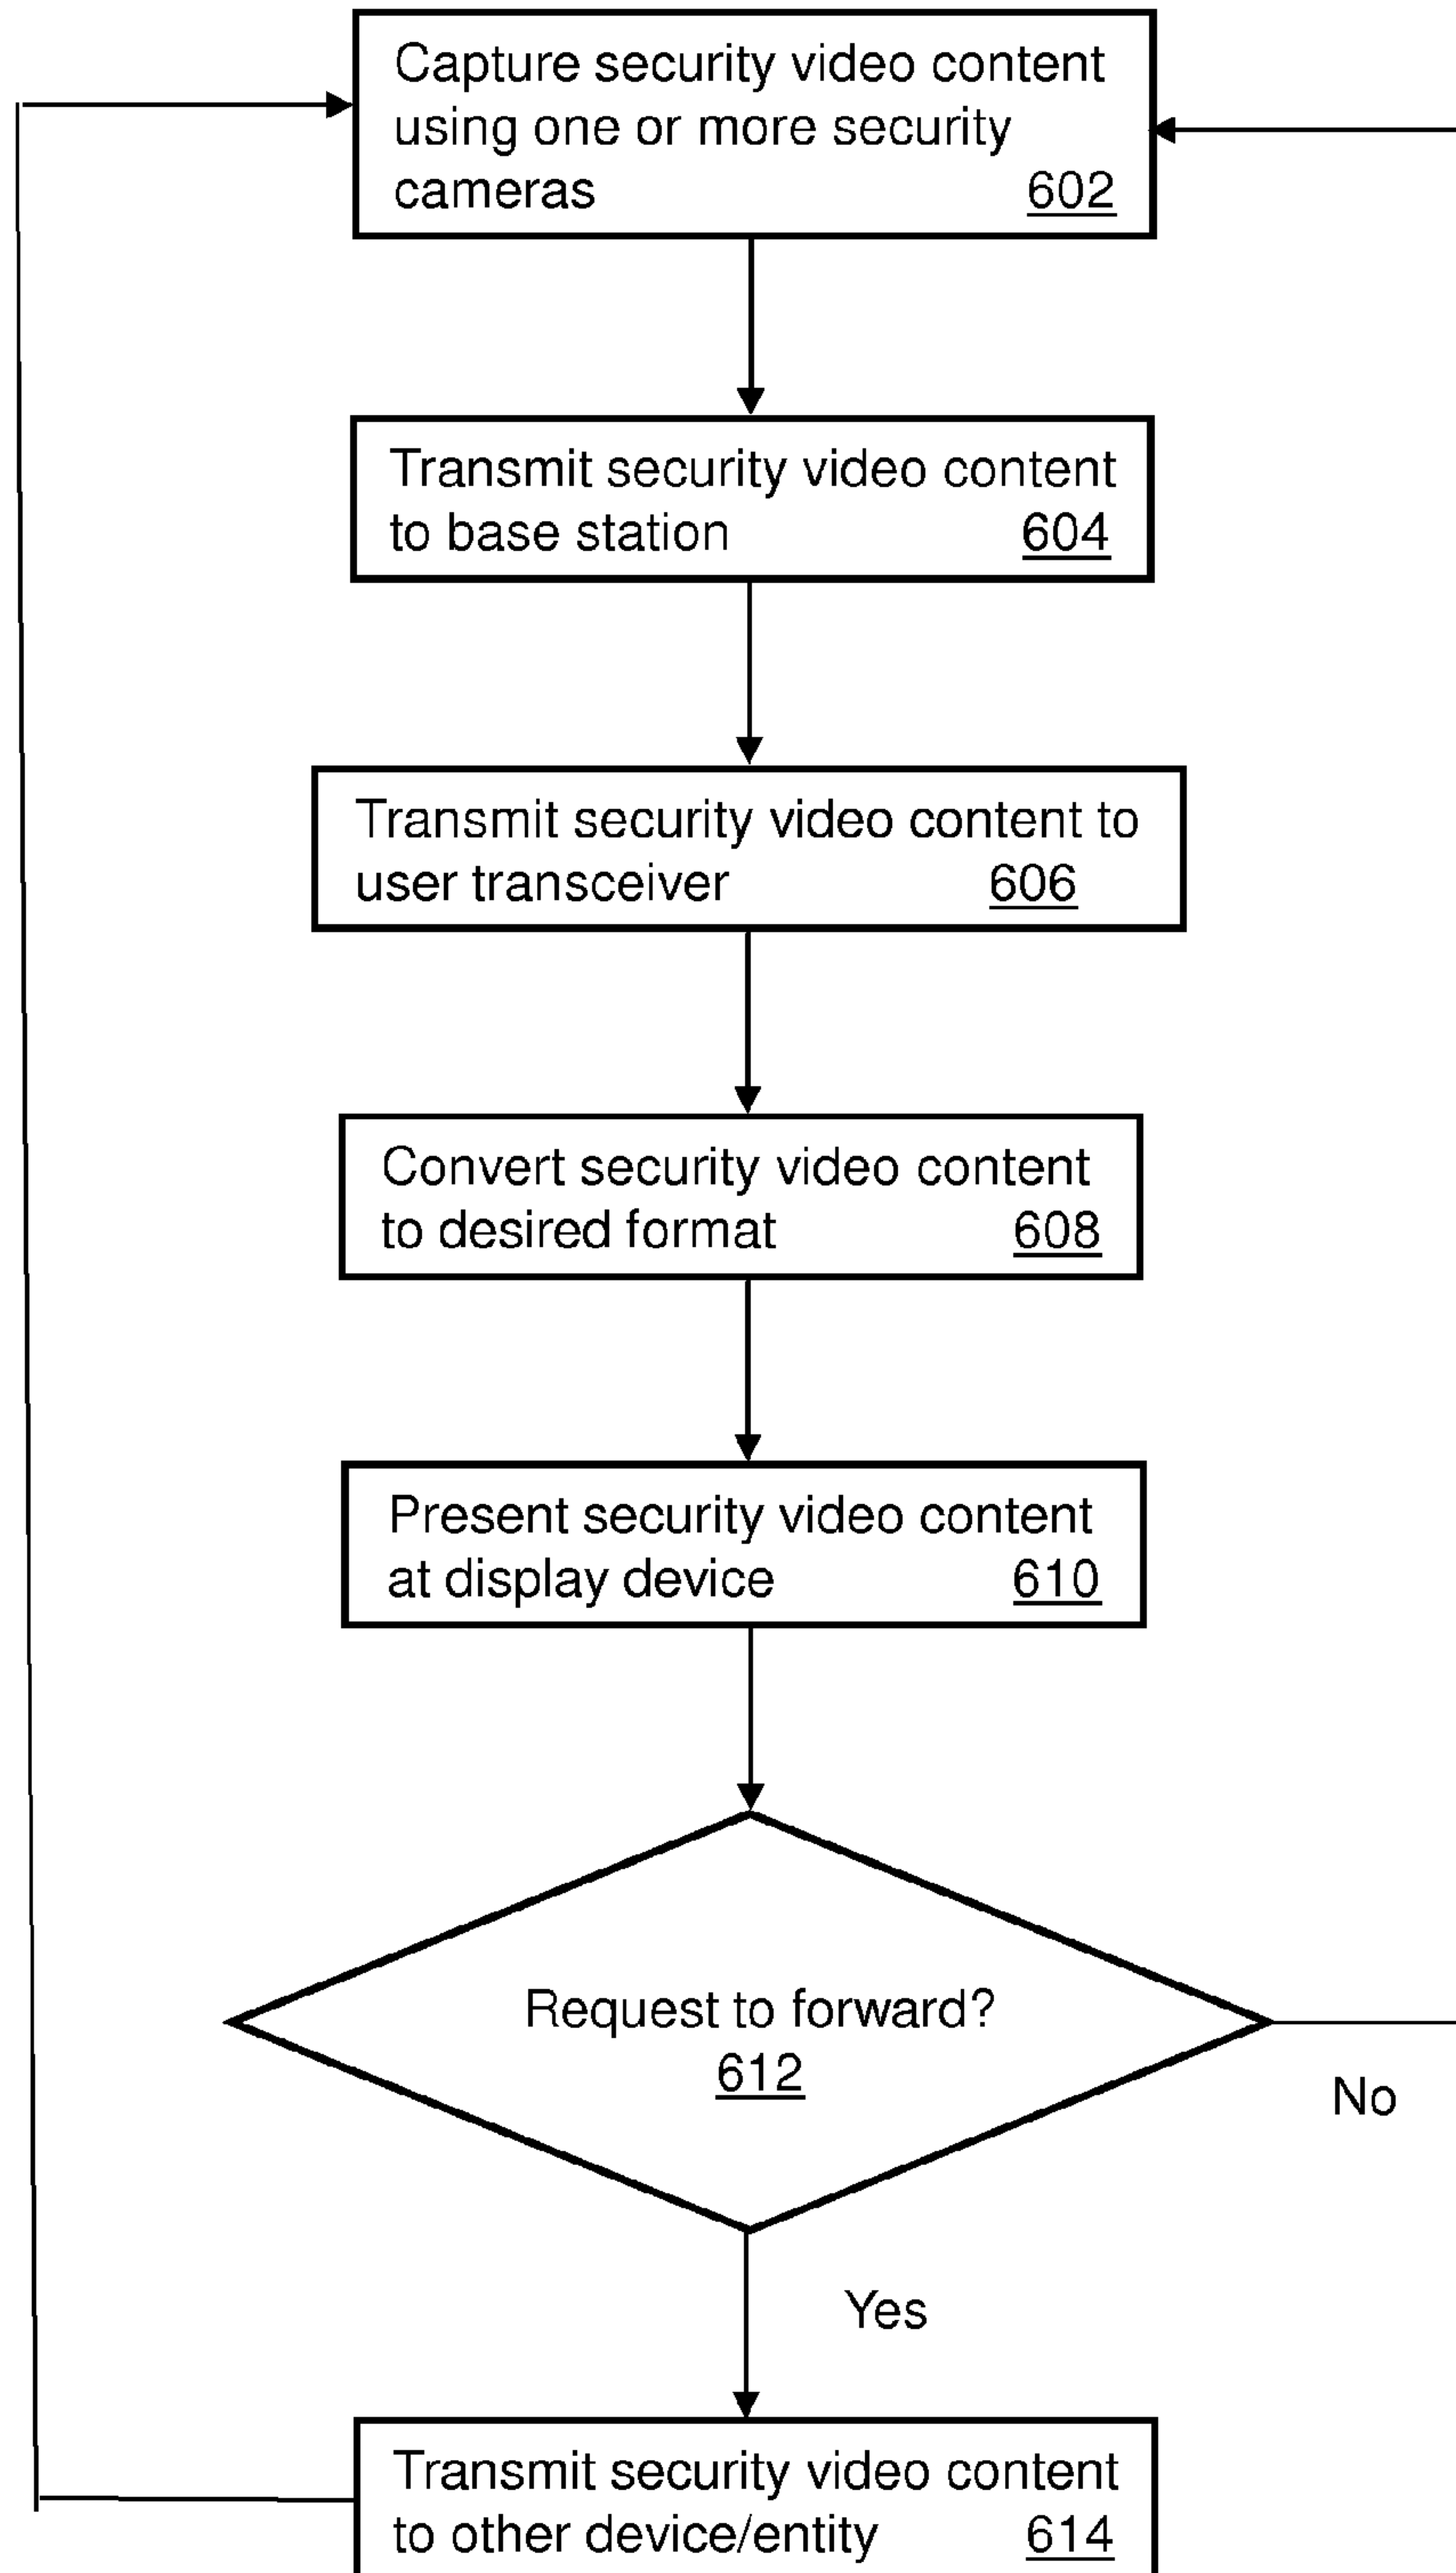 Capture security video content
using one or more security
cameras 602
Transmit security video content
to base station 604
Transmit security video content to
user transceiver 606
Convert security video content
to desired format 608
Present security video content
at display device 610
Request to forward?
612
No
Yes
Transmit security video content
to other device/entity 614